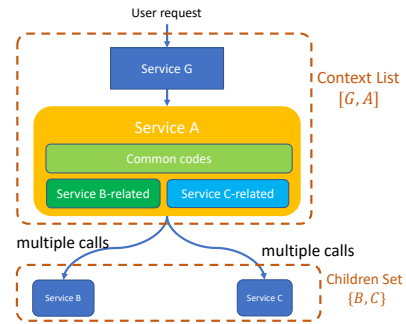 User request
Service G
Context List
[G, A]
Service A
Common codes
Service B-related
Service C-related
multiple calls
multiple calls
Service B
Service C
Children Set
{B, C}